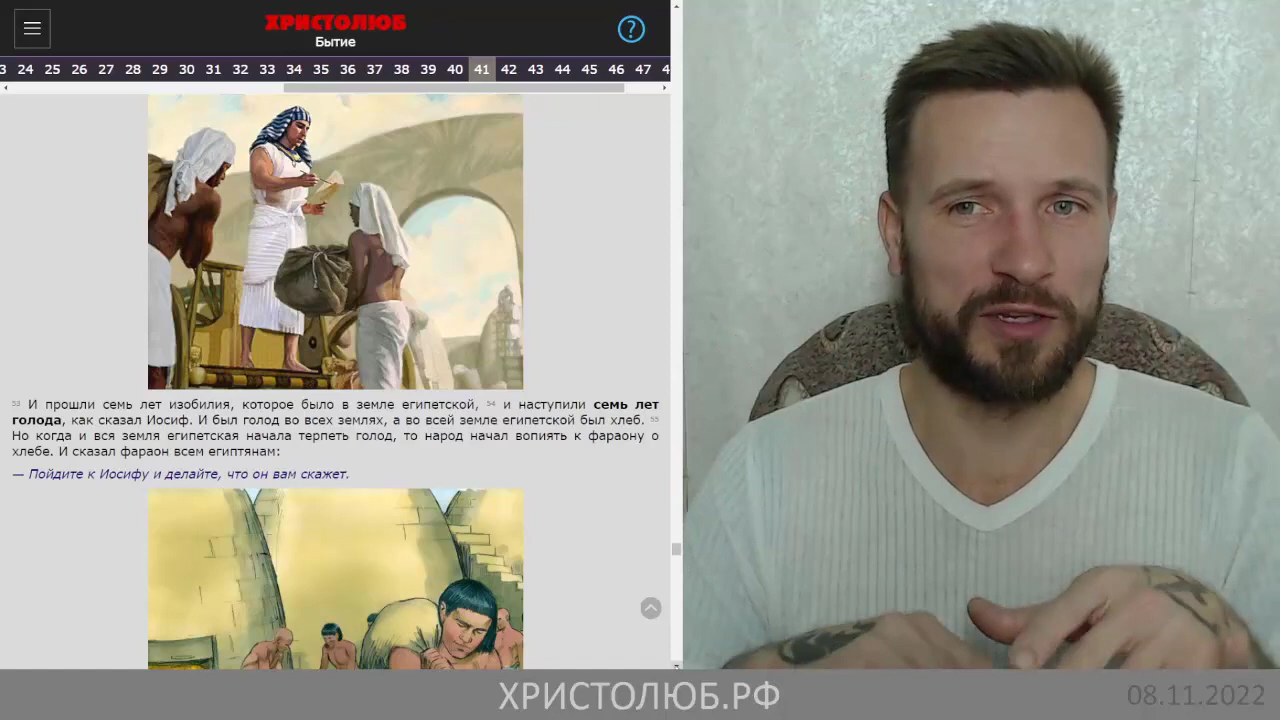 ХРИСТОЛЮБ
Бытие
3 24 25 26 27 28 29 30 31 32 33 34 35 36 37 38 39 40 41 42 43 44 45 46 47 4
53 И прошли семь лет изобилия, которое было в земле египетской, 54 и наступили семь лет
голода, как сказал Иосиф. И был голод во всех землях, а во всей земле египетской был хлеб. 55
Но когда и вся земля египетская начала терпеть голод, то народ начал вопиять к фараону о
хлебе. И сказал фараон всем египтянам:
— Пойдите к Иосифу и делайте, что он вам скажет.
ХРИСТОЛЮБ.РФ
08.11.2022